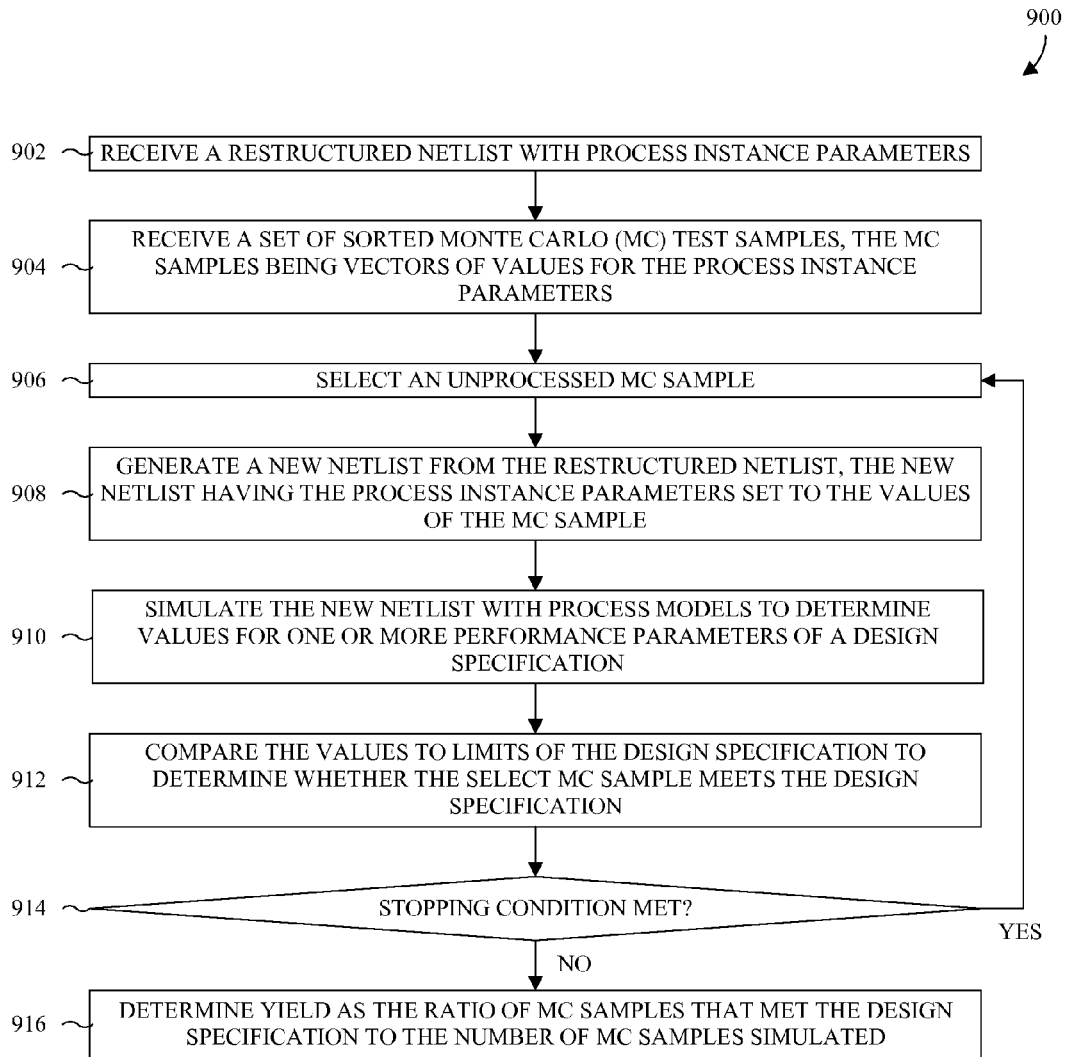 900
902 RECEIVE A RESTRUCTURED NETLIST WITH PROCESS INSTANCE PARAMETERS
RECEIVE A SET OF SORTED MONTE CARLO (MC) TEST SAMPLES, THE MC
904 SAMPLES BEING VECTORS OF VALUES FOR THE PROCESS INSTANCE
PARAMETERS
906 SELECT AN UNPROCESSED MC SAMPLE
GENERATE A NEW NETLIST FROM THE RESTRUCTURED NETLIST, THE NEW
908 NETLIST HAVING THE PROCESS INSTANCE PARAMETERS SET TO THE VALUES
OF THE MC SAMPLE
SIMULATE THE NEW NETLIST WITH PROCESS MODELS TO DETERMINE
910 VALUES FOR ONE OR MORE PERFORMANCE PARAMETERS OF A DESIGN
SPECIFICATION
COMPARE THE VALUES TO LIMITS OF THE DESIGN SPECIFICATION TO
912 DETERMINE WHETHER THE SELECT MC SAMPLE MEETS THE DESIGN
SPECIFICATION
914 STOPPING CONDITION MET?
YES
NO
DETERMINE YIELD AS THE RATIO OF MC SAMPLES THAT MET THE DESIGN
916 SPECIFICATION TO THE NUMBER OF MC SAMPLES SIMULATED